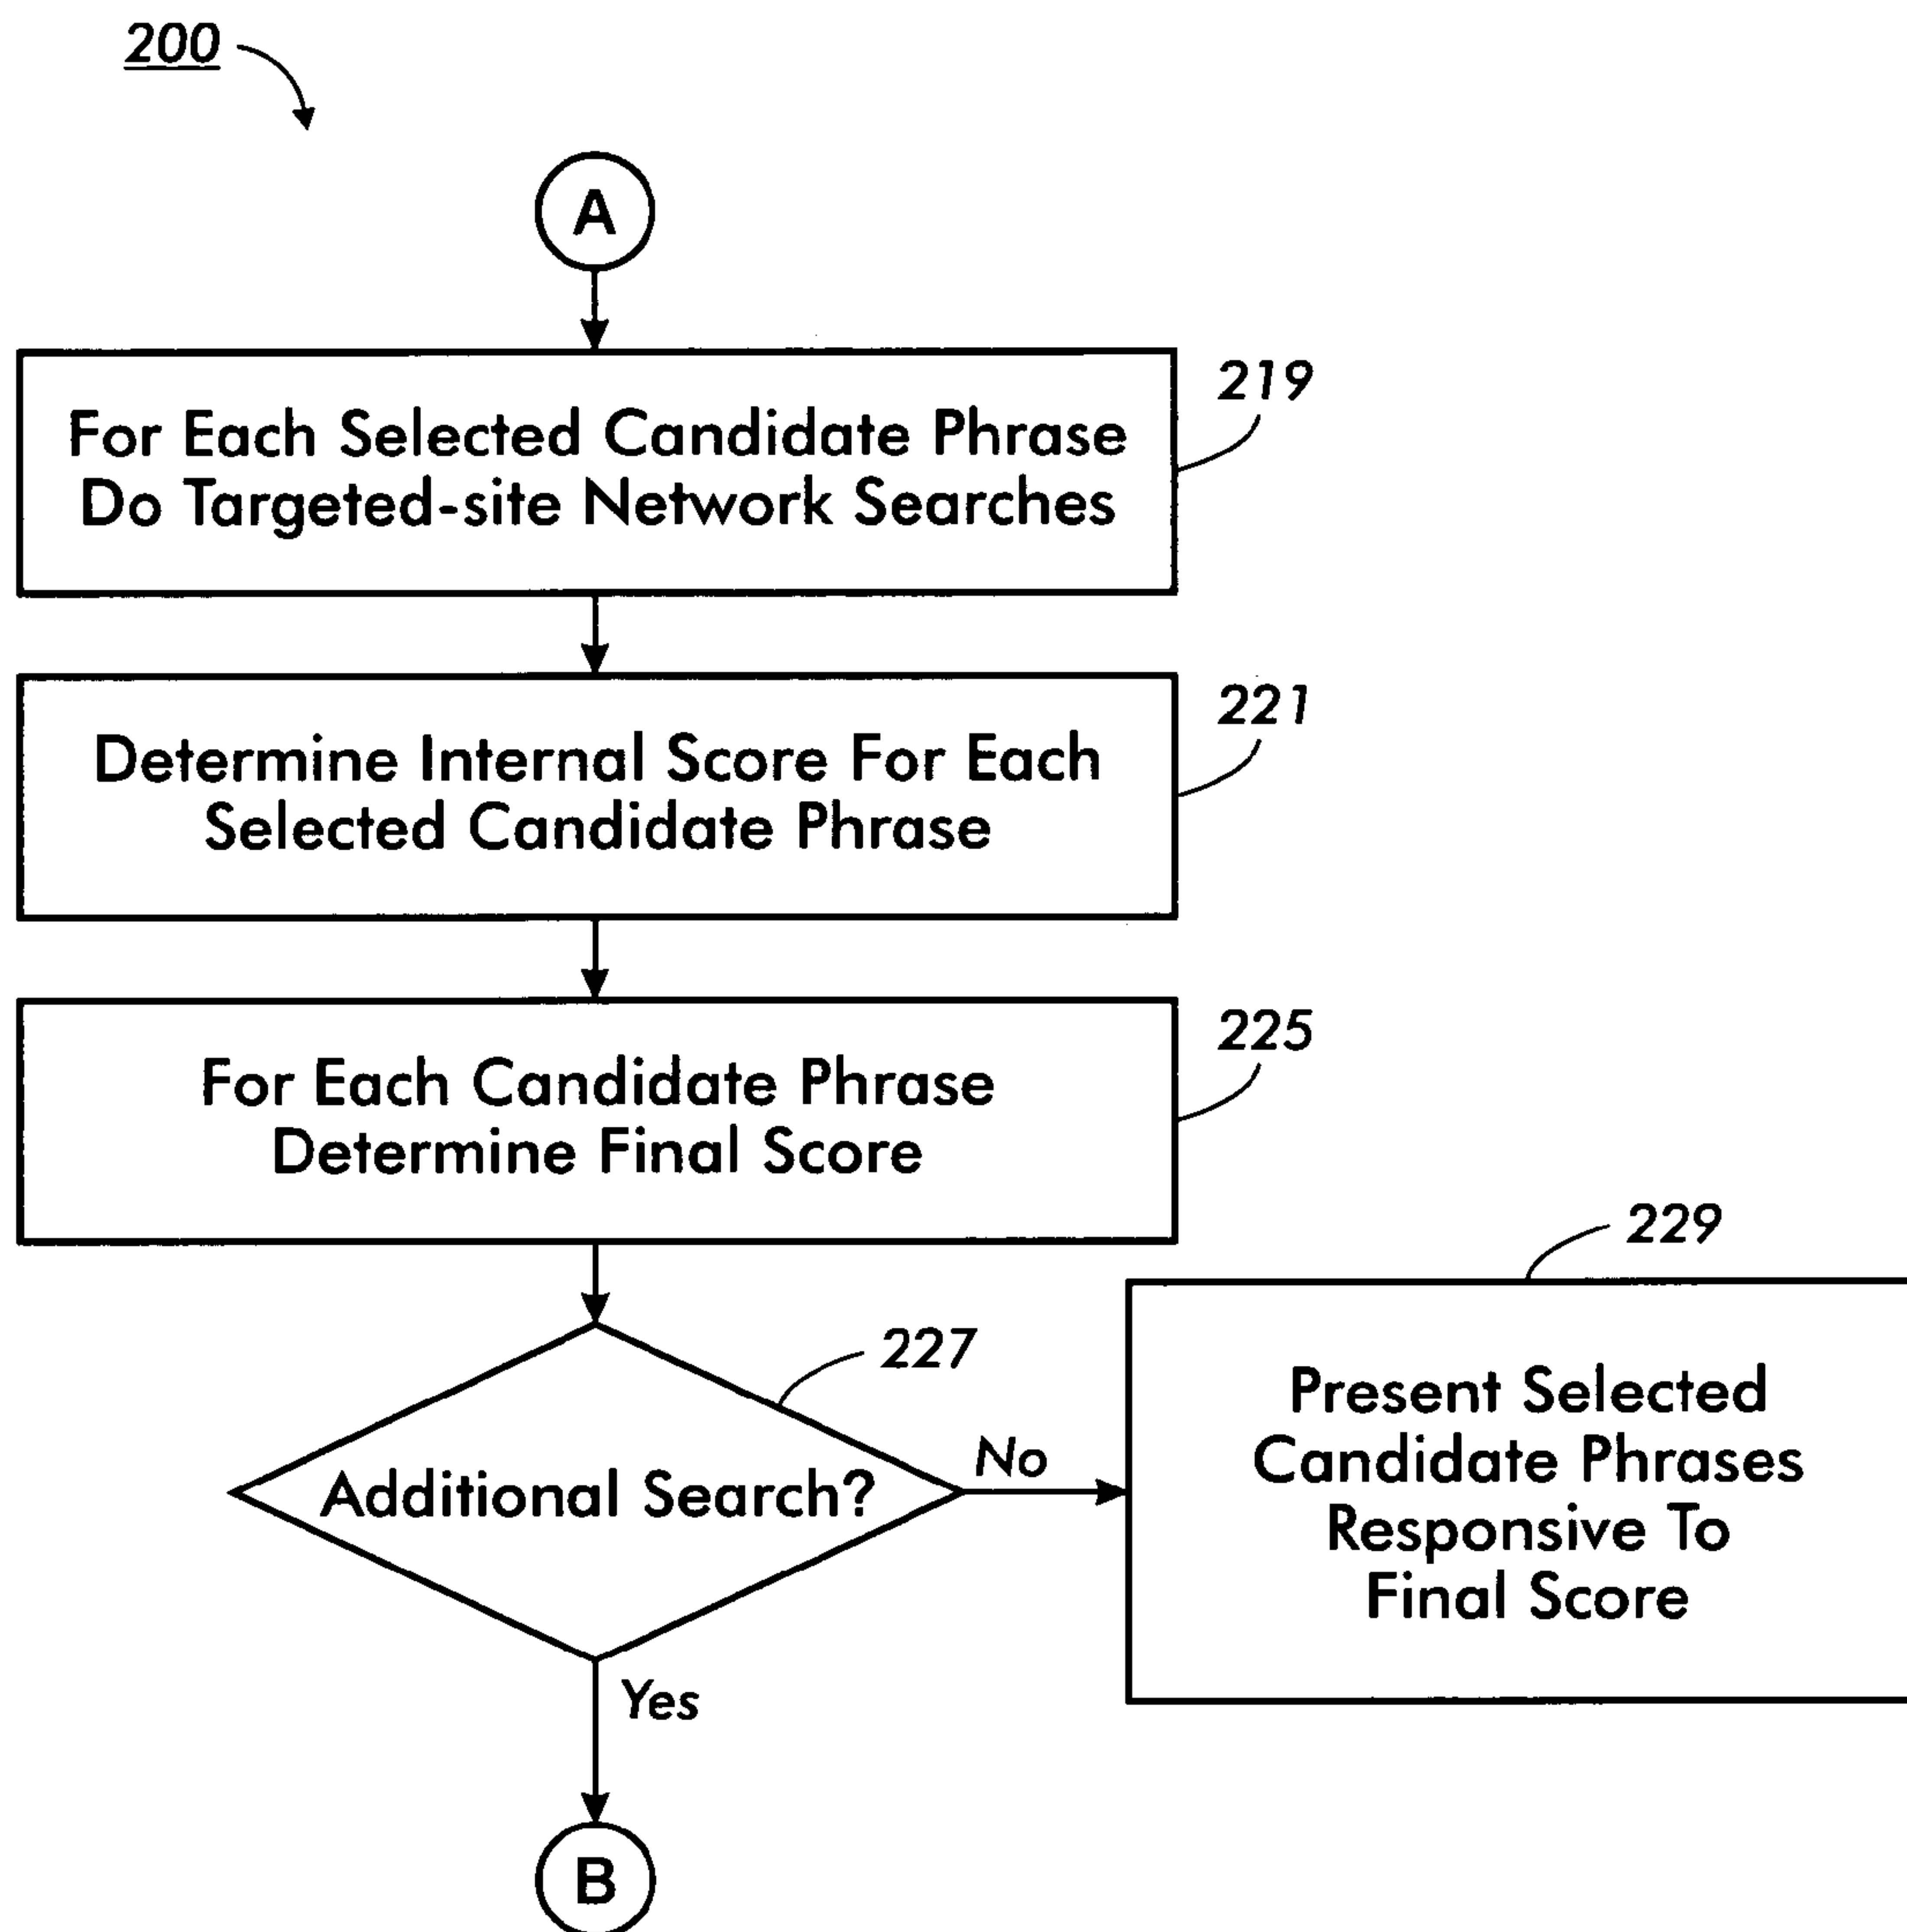 200
A
For Each Selected Candidate Phrase
Do Targeted-site Network Searches
219
Determine Internal Score For Each
Selected Candidate Phrase
221
For Each Candidate Phrase
Determine Final Score
225
229
227
Additional Search?
No
Present Selected
Candidate Phrases
Responsive To
Final Score
Yes
B